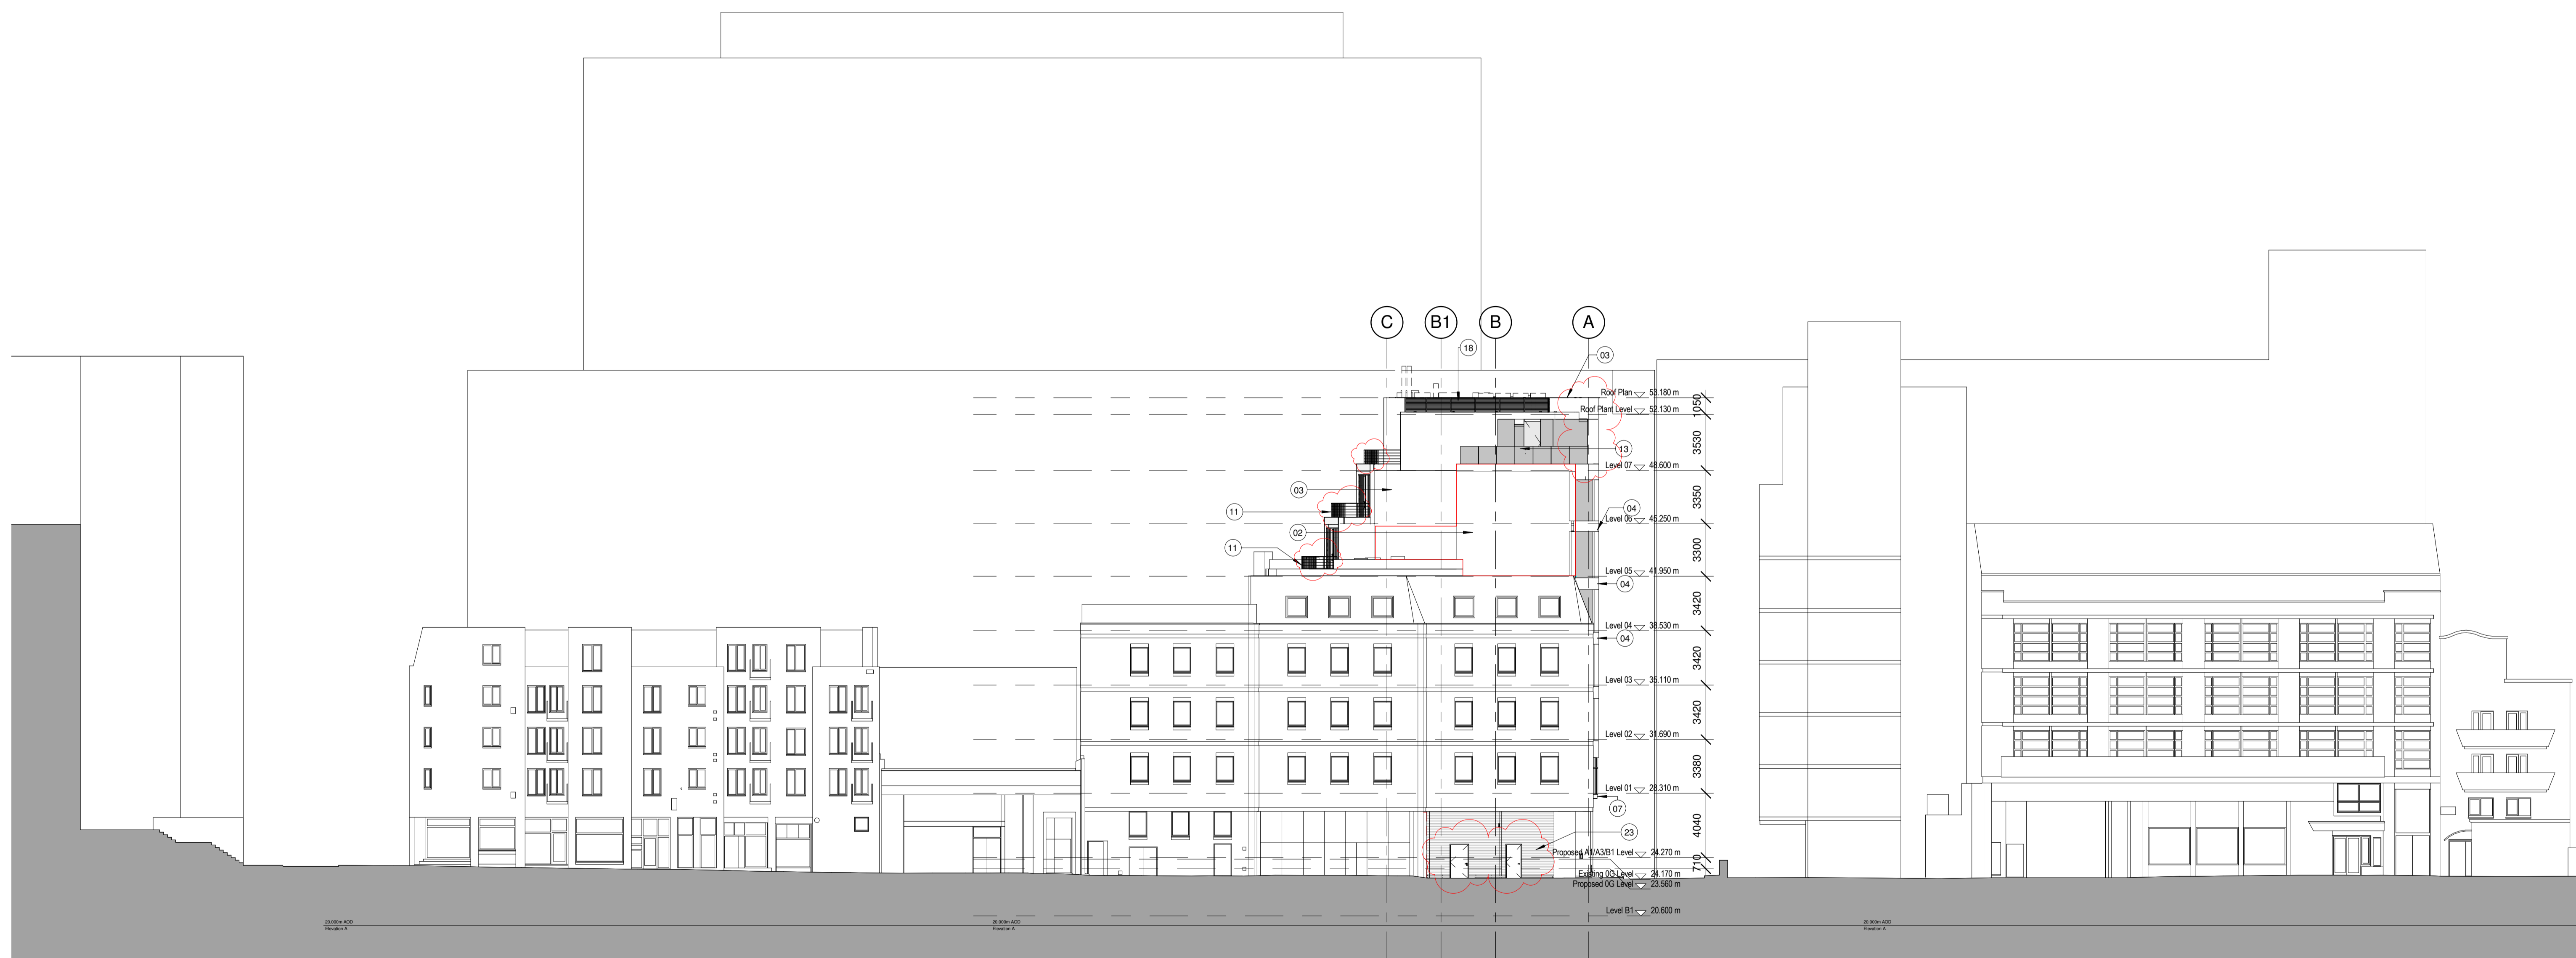 C B1 B A
18
03
Roof Plan 53.180 m
1050
Roof Plant Level 52.130 m
3530
13
Level 07 48.600 m
03
3350
11
04
Level 06 45.250 m
02
3300
11
Level 05 41.950 m
04
3420
Level 04 38.530 m
04
3420
Level 03 35.110 m
3420
Level 02 31.690 m
3380
Level 01 28.310 m
07
4040
23
Proposed A1/A3/B1 Level 24.270 m
710
Existing 0G Level 24.170 m
Proposed 0G Level 23.560 m
Level B1 20.600 m
20.000m AOD
Elevation A
20.000m AOD
Elevation A
20.000m AOD
Elevation A